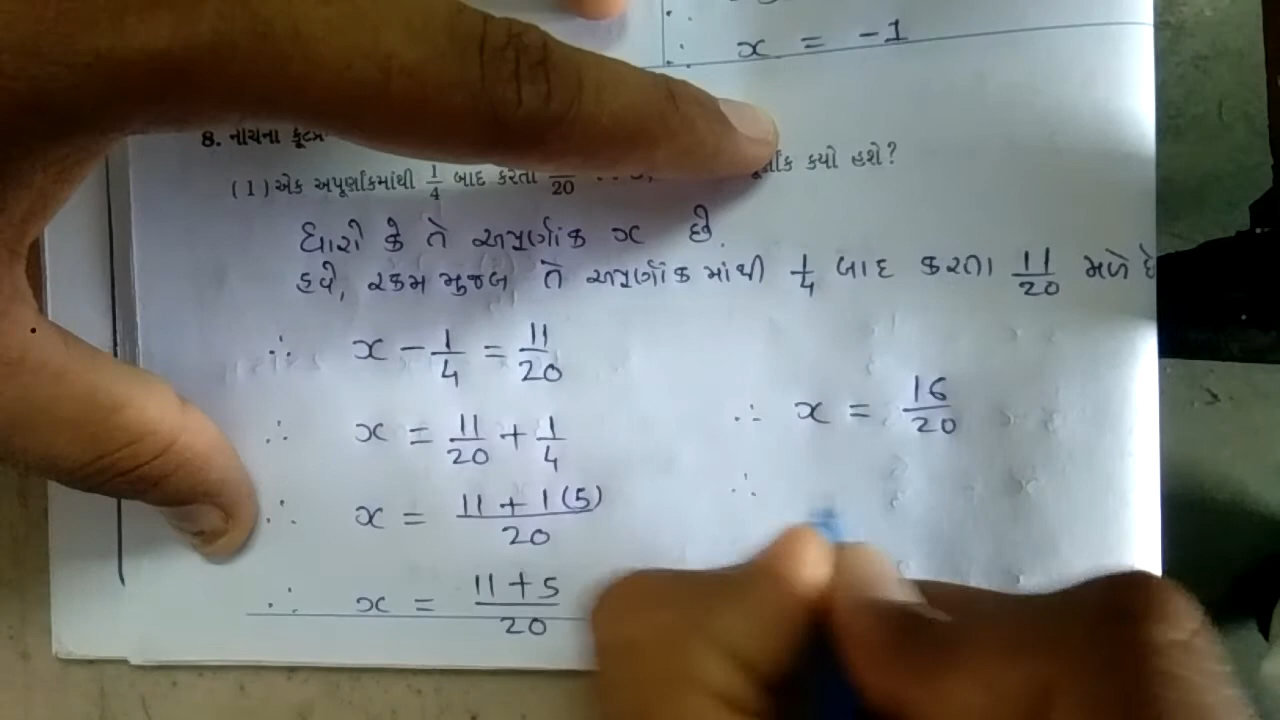 ∴ x = -1
8. નીચેના કૂટપ્ર
(1) એક અપૂર્ણાંકમાંથી 1/4 બાદ કરતા /20 કયો હશે?
ધારો કે તે અપૂર્ણાંક x છે.
હવે, રકમ મુજબ તે અપૂર્ણાંક માંથી 1/4 બાદ કરતા 11/20 મળે છે
∴ x - 1/4 = 11/20
∴ x = 11/20 + 1/4
∴ x = 11 + 1(5)/20
∴ x = 11 + 5/20
∴ x = 16/20
∴